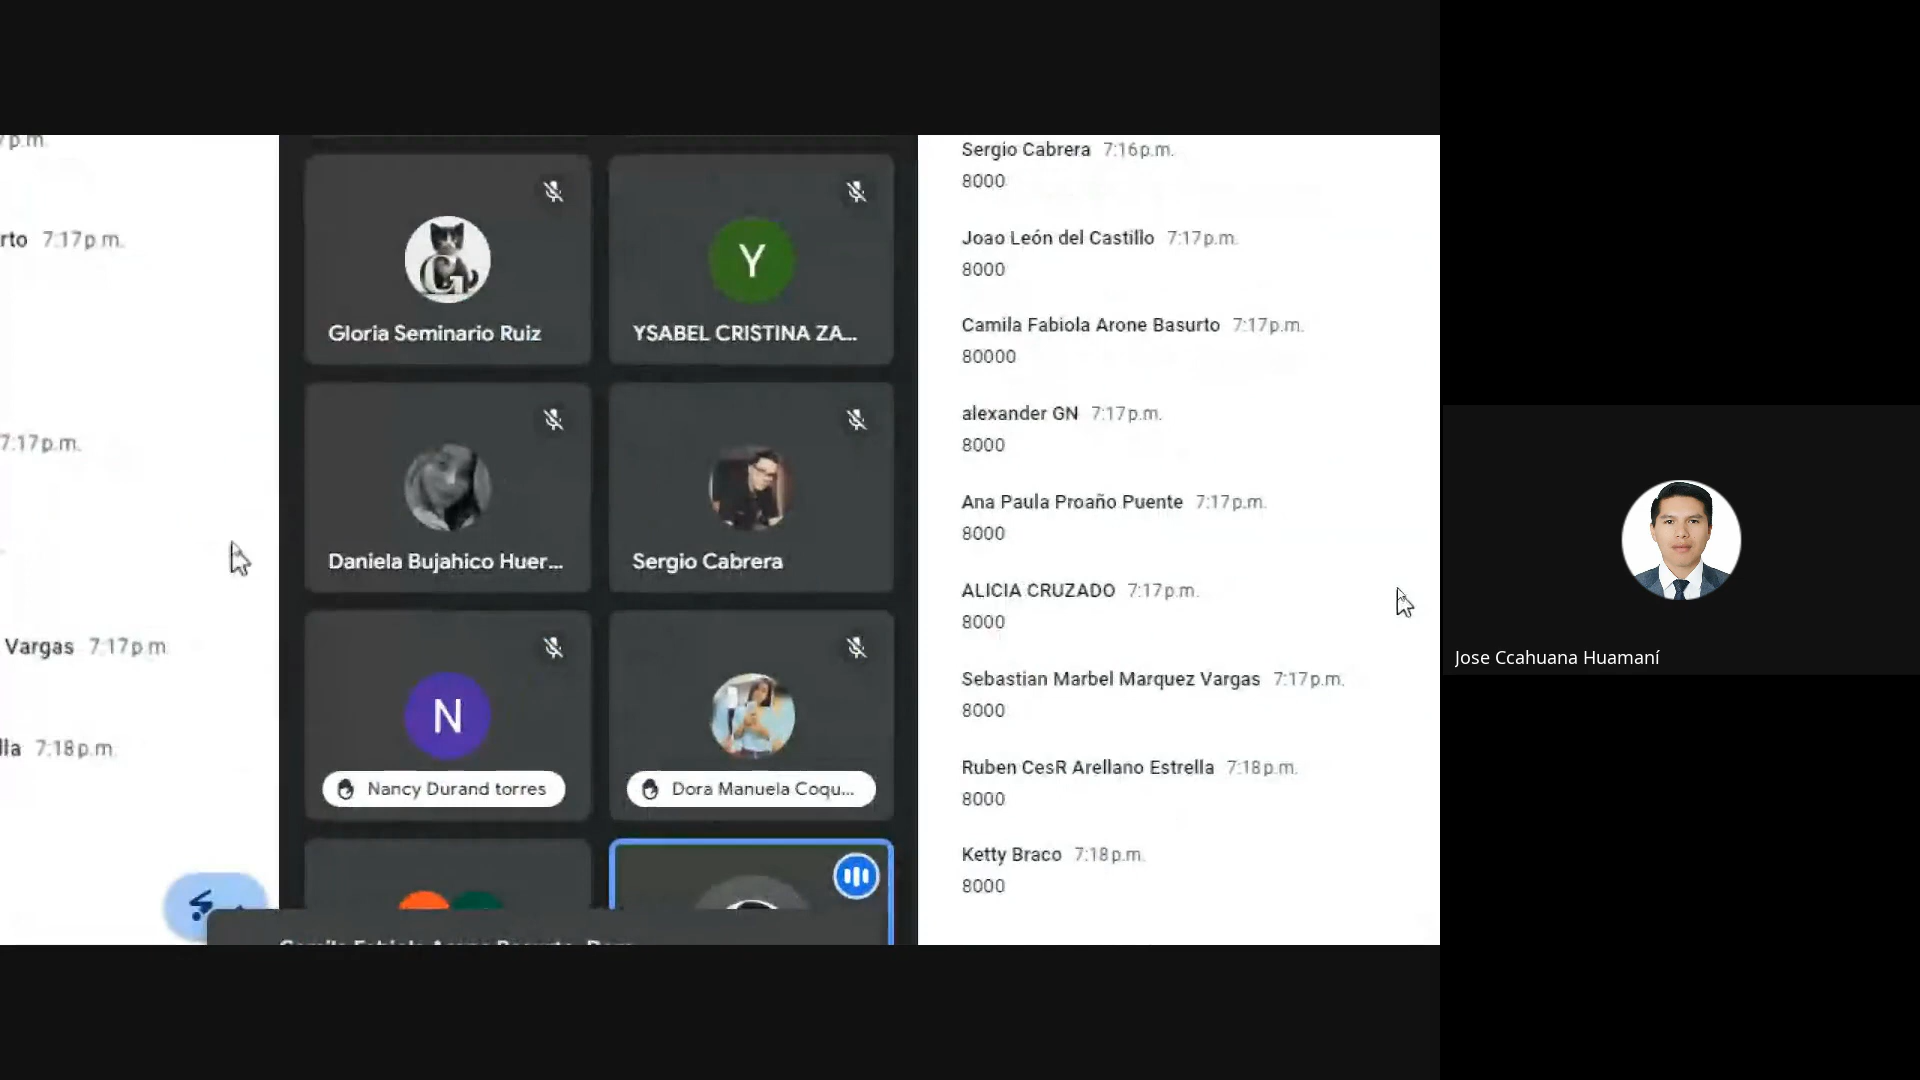 p.m.
rto 7:17 p.m.
7:17 p.m.
Vargas 7:17 p.m.
lla 7:18 p.m.
Gloria Seminario Ruiz
YSABEL CRISTINA ZA...
Daniela Bujahico Huer...
Sergio Cabrera
Nancy Durand torres
Dora Manuela Coqu...
Y
N
G
Sergio Cabrera 7:16 p.m.
8000
Joao León del Castillo 7:17 p.m.
8000
Camila Fabiola Arone Basurto 7:17 p.m.
80000
alexander GN 7:17 p.m.
8000
Ana Paula Proaño Puente 7:17 p.m.
8000
ALICIA CRUZADO 7:17 p.m.
8000
Sebastian Marbel Marquez Vargas 7:17 p.m.
8000
Ruben CesR Arellano Estrella 7:18 p.m.
8000
Ketty Braco 7:18 p.m.
8000
Jose Ccahuana Huamaní